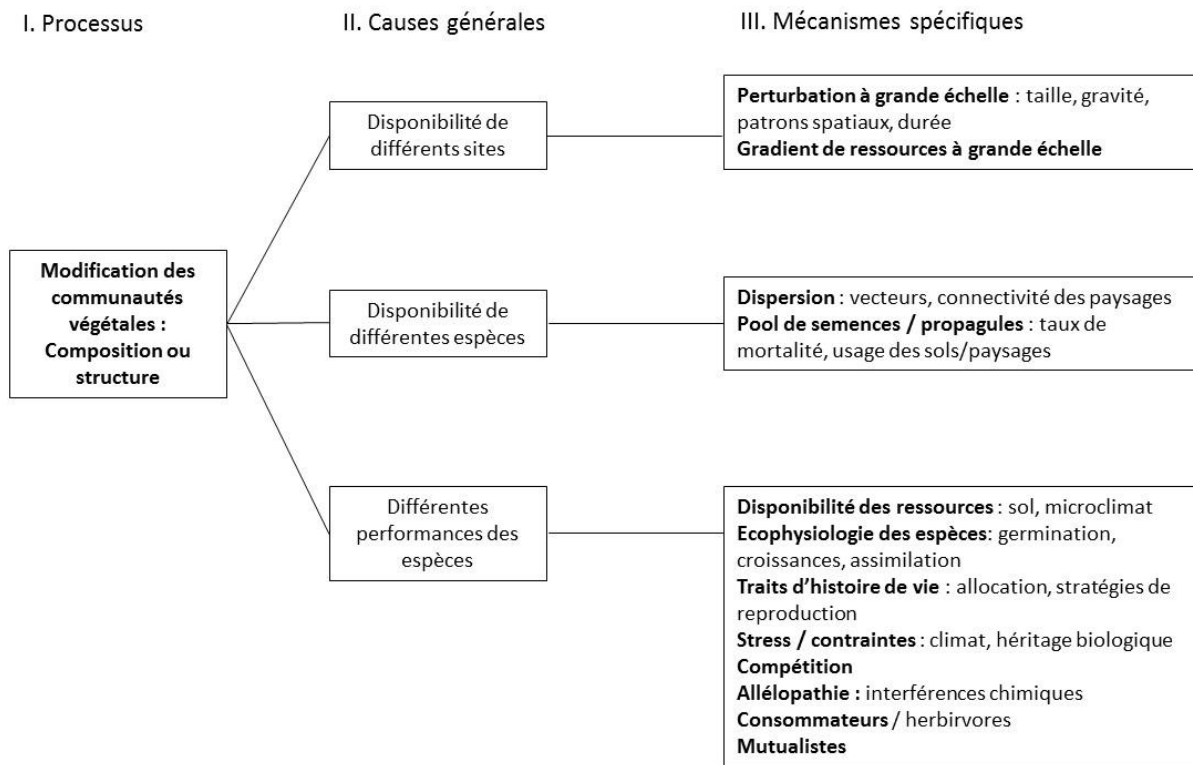 I. Processus
II. Causes générales
III. Mécanismes spécifiques
Modification des
communautés
végétales :
Composition ou
structure
Disponibilité de
différents sites
Perturbation à grande échelle : taille, gravité,
patrons spatiaux, durée
Gradient de ressources à grande échelle
Disponibilité de
différentes espèces
Dispersion : vecteurs, connectivité des paysages
Pool de semences / propagules : taux de
mortalité, usage des sols/paysages
Différentes
performances des
espèces
Disponibilité des ressources : sol, microclimat
Ecophysiologie des espèces: germination,
croissances, assimilation
Traits d’histoire de vie : allocation, stratégies de
reproduction
Stress / contraintes : climat, héritage biologique
Compétition
Allélopathie : interférences chimiques
Consommateurs / herbirvores
Mutualistes